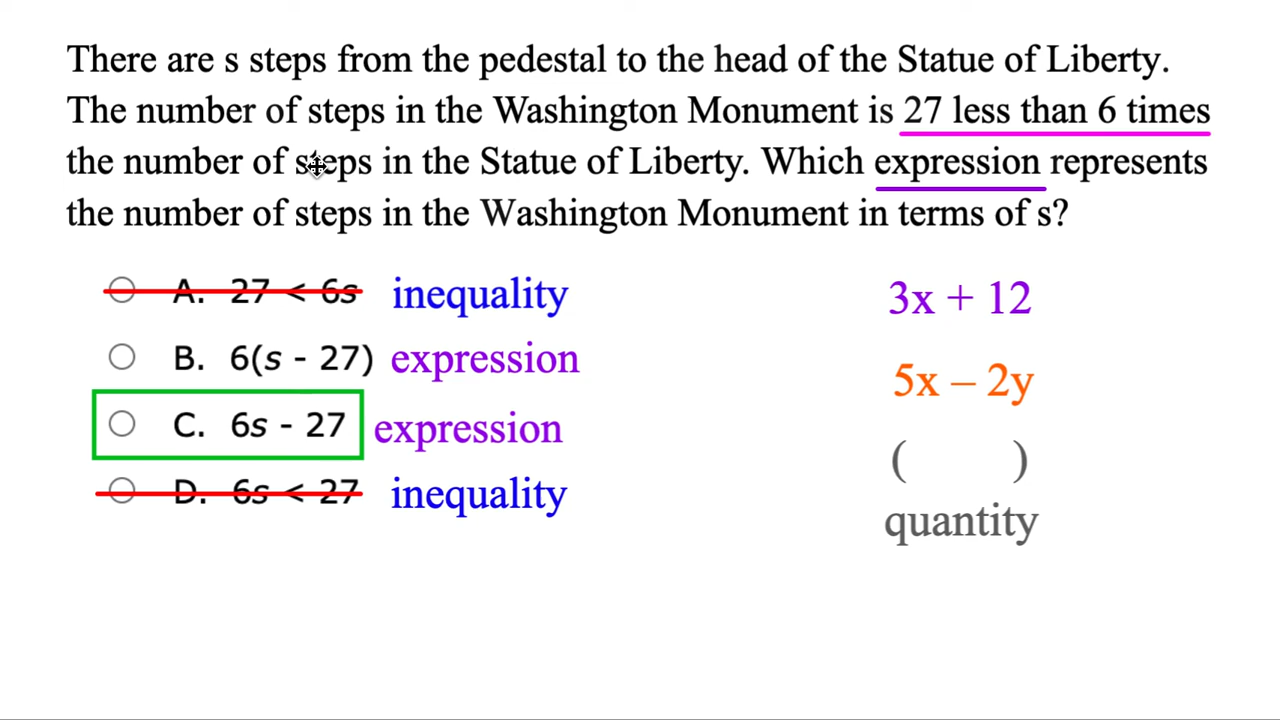 There are s steps from the pedestal to the head of the Statue of Liberty.
The number of steps in the Washington Monument is 27 less than 6 times
the number of steps in the Statue of Liberty. Which expression represents
the number of steps in the Washington Monument in terms of s?
A. 27 < 6s inequality
B. 6(s - 27) expression
C. 6s - 27 expression
D. 6s < 27 inequality
3x + 12
5x – 2y
( )
quantity